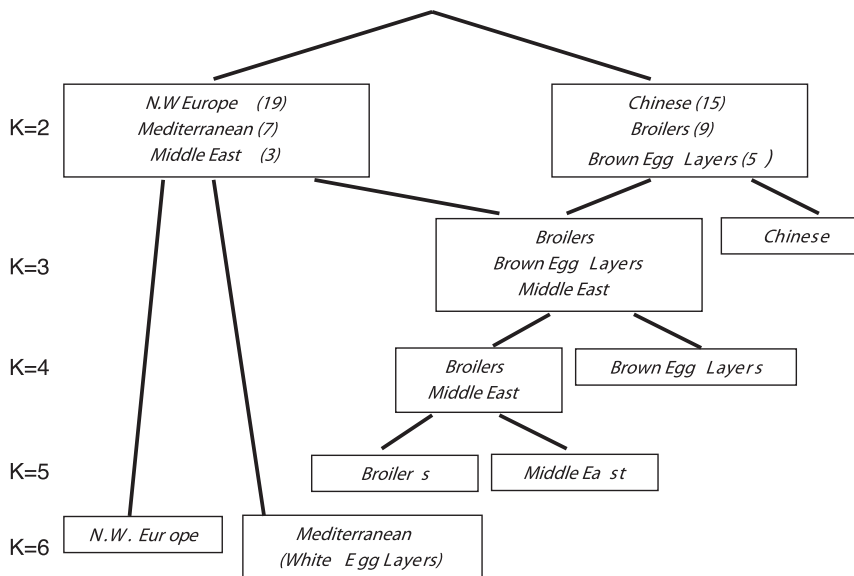 K=2
N.W Europe (19)
Mediterranean (7)
Middle East (3)
Chinese (15)
Broilers (9)
Brown Egg Layers (5 )
K=3
Broilers
Brown Egg Layers
Middle East
Chinese
K=4
Broilers
Middle East
Brown Egg Layers
K=5
Broiler s
Middle Ea st
K=6
N.W. Eur ope
Mediterranean
(White E gg Layers)